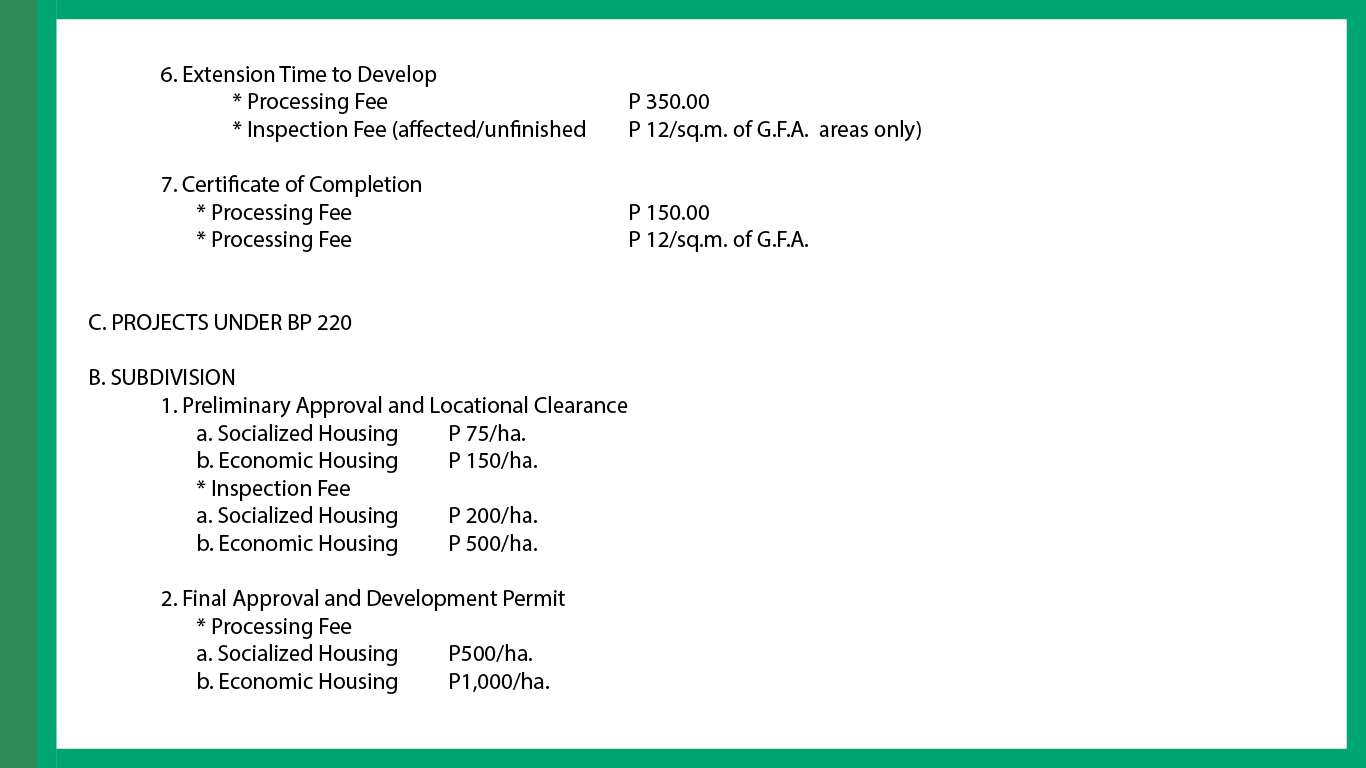 6. Extension Time to Develop
* Processing Fee P 350.00
* Inspection Fee (affected/unfinished P 12/sq.m. of G.F.A.  areas only)
7. Certificate of Completion
* Processing Fee P 150.00
* Processing Fee P 12/sq.m. of G.F.A.
C. PROJECTS UNDER BP 220
B. SUBDIVISION
1. Preliminary Approval and Locational Clearance
a. Socialized Housing P 75/ha.
b. Economic Housing P 150/ha.
* Inspection Fee
a. Socialized Housing P 200/ha.
b. Economic Housing P 500/ha.
2. Final Approval and Development Permit
* Processing Fee
a. Socialized Housing P500/ha.
b. Economic Housing P1,000/ha.